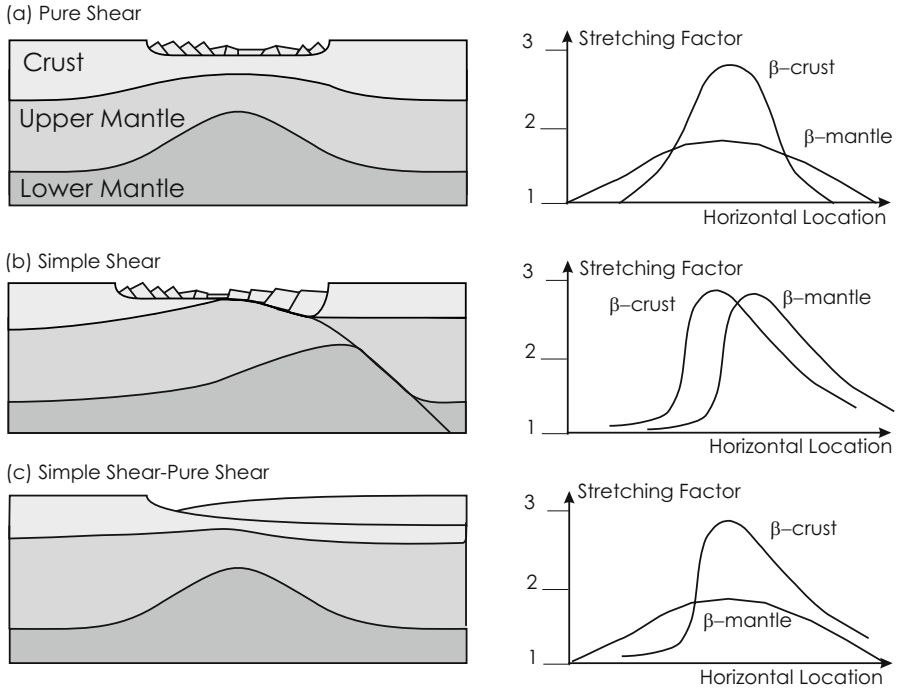 (a) Pure Shear
Crust
Upper Mantle
Lower Mantle
3
Stretching Factor
β–crust
2
β–mantle
1
Horizontal Location
(b) Simple Shear
3
Stretching Factor
β–crust
β–mantle
2
1
Horizontal Location
(c) Simple Shear-Pure Shear
3
Stretching Factor
β–crust
2
β–mantle
1
Horizontal Location